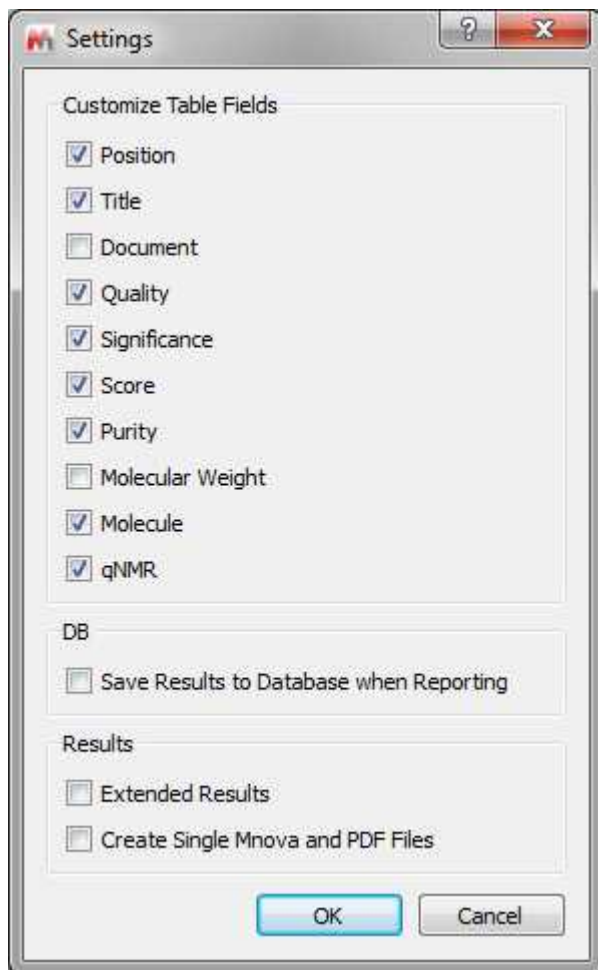 Settings
Customize Table Fields
Position
Title
Document
Quality
Significance
Score
Purity
Molecular Weight
Molecule
qNMR
DB
Save Results to Database when Reporting
Results
Extended Results
Create Single Mnova and PDF Files
OK Cancel